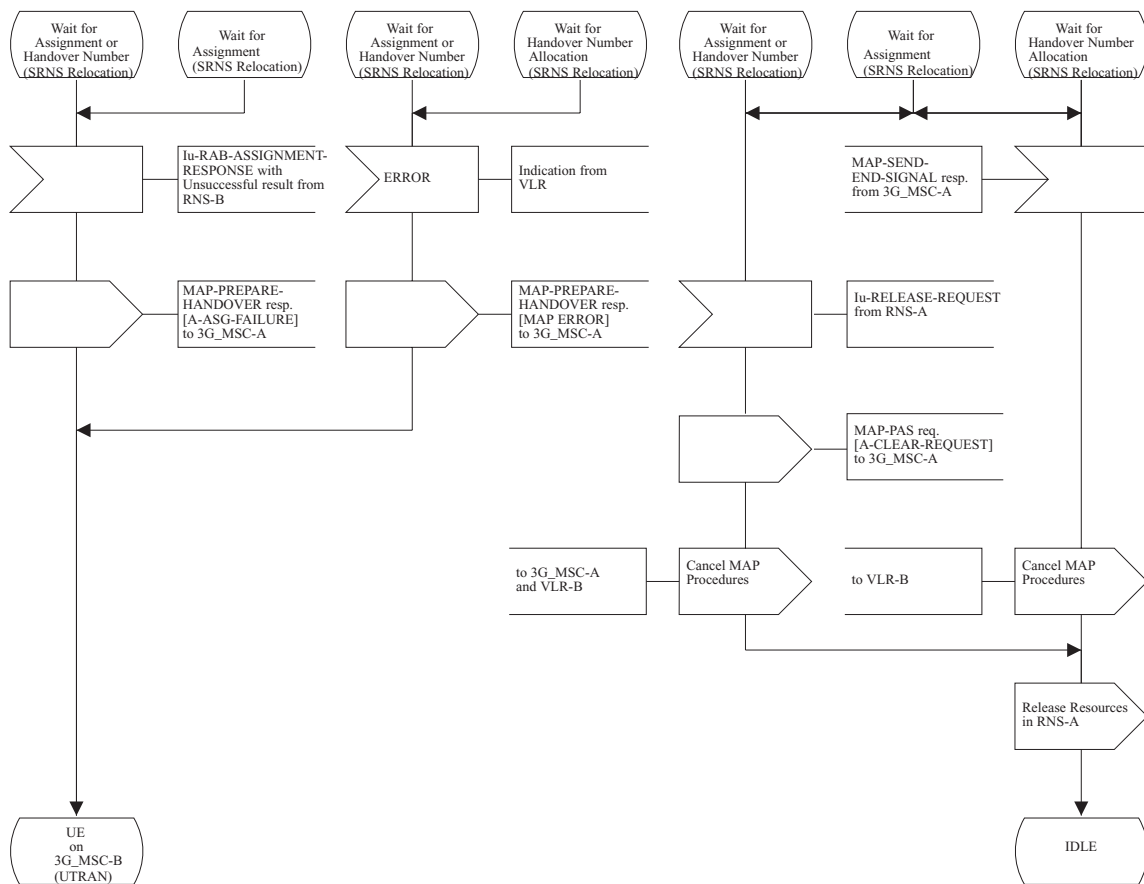 Wait for
Assignment or
Handover Number
(SRNS Relocation)
Wait for
Assignment
(SRNS Relocation)
Wait for
Assignment or
Handover Number
(SRNS Relocation)
Wait for
Handover Number
Allocation
(SRNS Relocation)
Wait for
Assignment or
Handover Number
(SRNS Relocation)
Wait for
Assignment
(SRNS Relocation)
Wait for
Handover Number
Allocation
(SRNS Relocation)
Iu-RAB-ASSIGNMENT-
RESPONSE with
Unsuccessful result from
RNS-B
ERROR
Indication from
VLR
MAP-SEND-
END-SIGNAL resp.
from 3G_MSC-A
MAP-PREPARE-
HANDOVER resp.
[A-ASG-FAILURE]
to 3G_MSC-A
MAP-PREPARE-
HANDOVER resp.
[MAP ERROR]
to 3G_MSC-A
Iu-RELEASE-REQUEST
from RNS-A
MAP-PAS req.
[A-CLEAR-REQUEST]
to 3G_MSC-A
to 3G_MSC-A
and VLR-B
Cancel MAP
Procedures
to VLR-B
Cancel MAP
Procedures
Release Resources
in RNS-A
UE
on
3G_MSC-B
(UTRAN)
IDLE